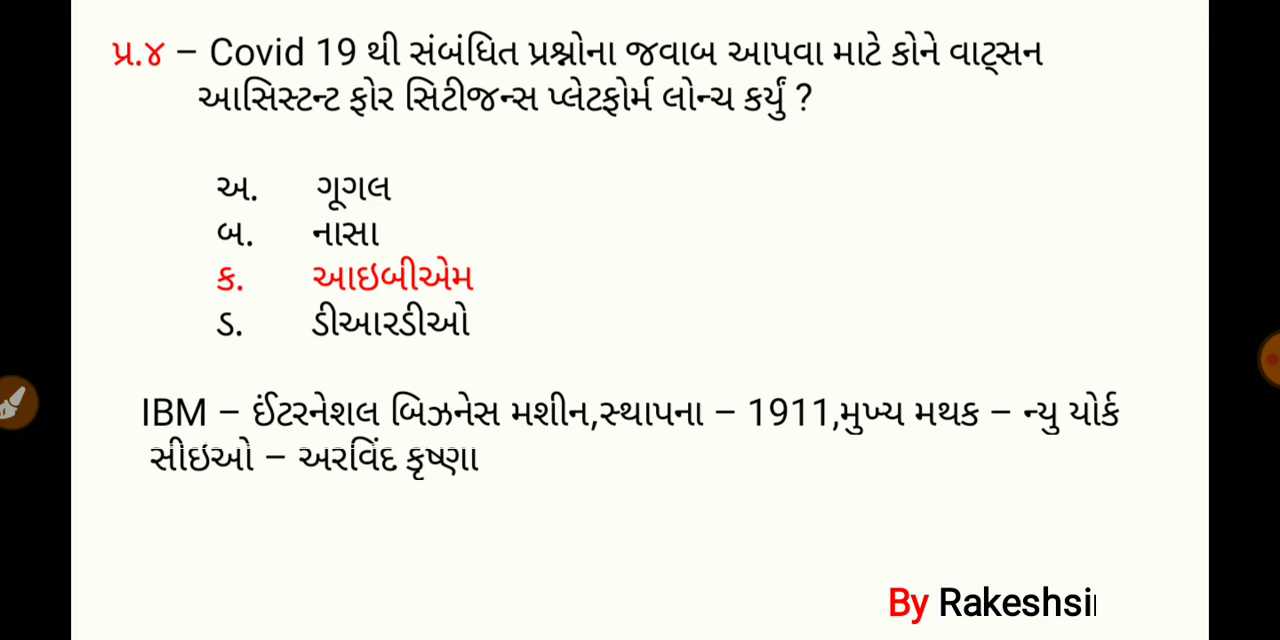 પ્ર.૪ – Covid 19 થી સંબંધિત પ્રશ્નોના જવાબ આપવા માટે કોને વાટ્સન
આસિસ્ટન્ટ ફોર સિટીજન્સ પ્લેટફોર્મ લોન્ચ કર્યું ?
અ. ગૂગલ
બ. નાસા
ક. આઇબીએમ
ડ. ડીઆરડીઓ
IBM – ઈંટરનેશલ બિઝનેસ મશીન,સ્થાપના – 1911,મુખ્ય મથક – ન્યુ યોર્ક
સીઇઓ – અરવિંદ કૃષ્ણા
By